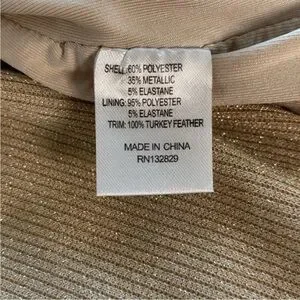 SHELL:60% POLYESTER
35% METALLIC
5% ELASTANE
LINING:95% POLYESTER
5% ELASTANE
TRIM:100% TURKEY FEATHER
MADE IN CHINA
RN132829